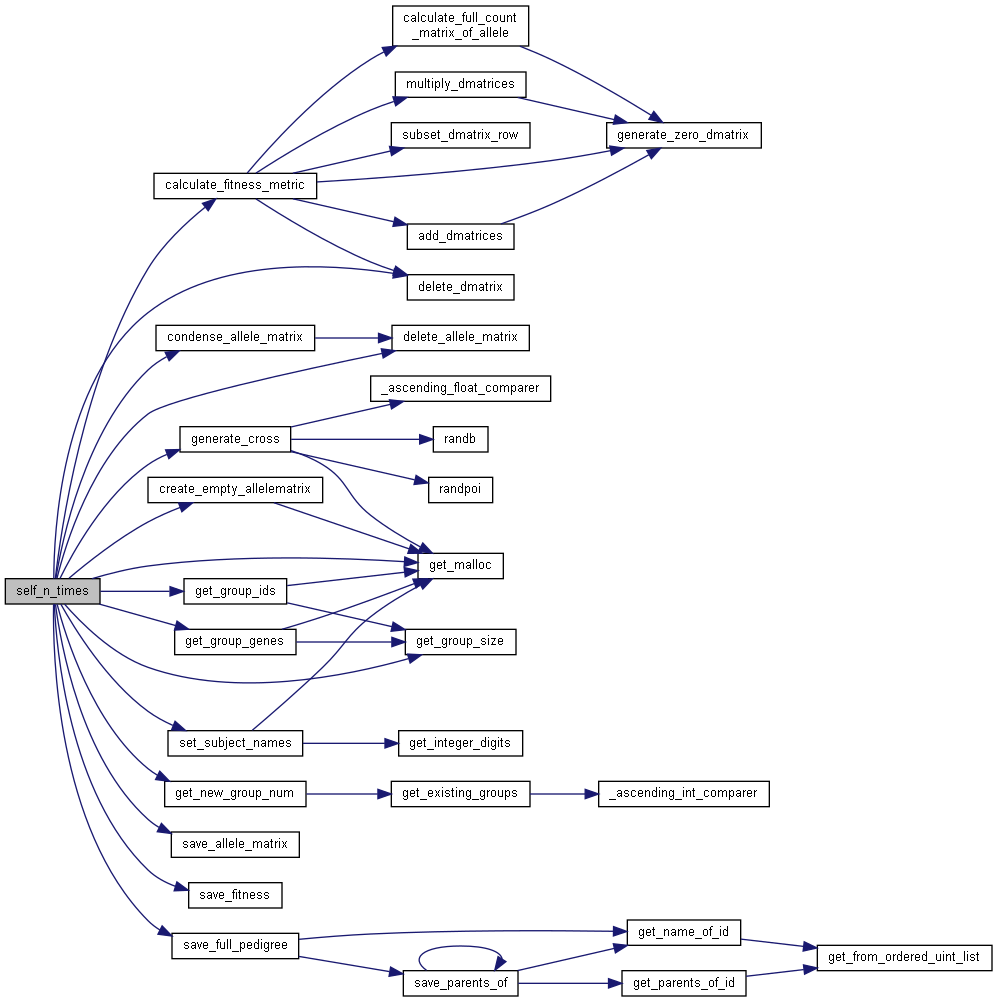 calculate_full_count
_matrix_of_allele
multiply_dmatrices
subset_dmatrix_row
generate_zero_dmatrix
calculate_fitness_metric
add_dmatrices
delete_dmatrix
condense_allele_matrix
delete_allele_matrix
_ascending_float_comparer
generate_cross
randb
create_empty_allelematrix
randpoi
get_malloc
self_n_times
get_group_ids
get_group_genes
get_group_size
set_subject_names
get_integer_digits
get_new_group_num
get_existing_groups
_ascending_int_comparer
save_allele_matrix
save_fitness
save_full_pedigree
get_name_of_id
get_from_ordered_uint_list
save_parents_of
get_parents_of_id